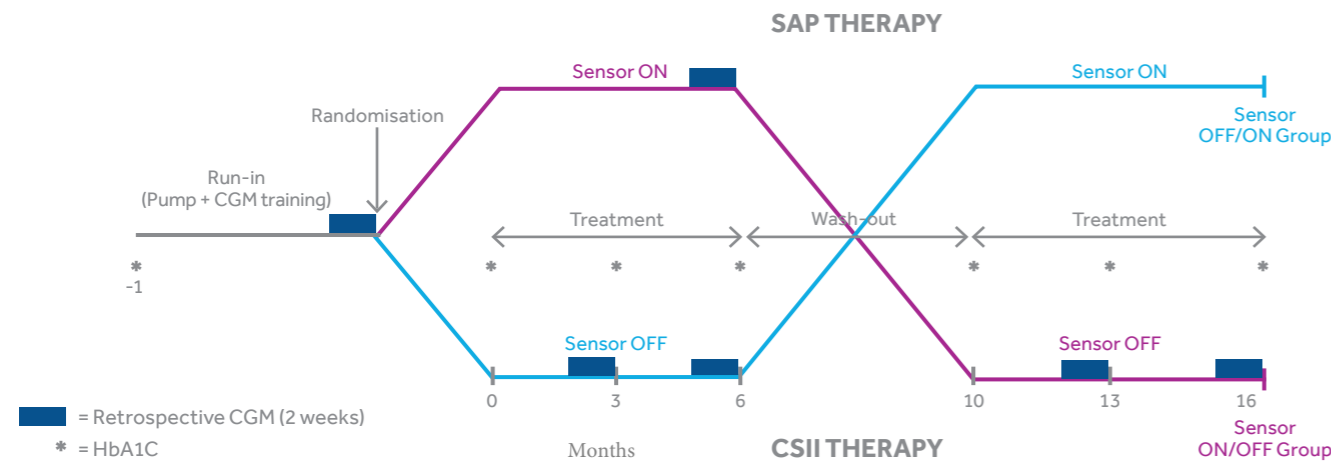 SAP THERAPY
Sensor ON
Sensor ON
Randomisation
Sensor
OFF/ON Group
Run-in
(Pump + CGM training)
Treatment
Wash-out
Treatment
*
*
*
*
*
*
*
-1
Sensor OFF
Sensor OFF
0
3
6
10
13
16
= Retrospective CGM (2 weeks)
* = HbA1C
Months
CSII THERAPY
Sensor
ON/OFF Group